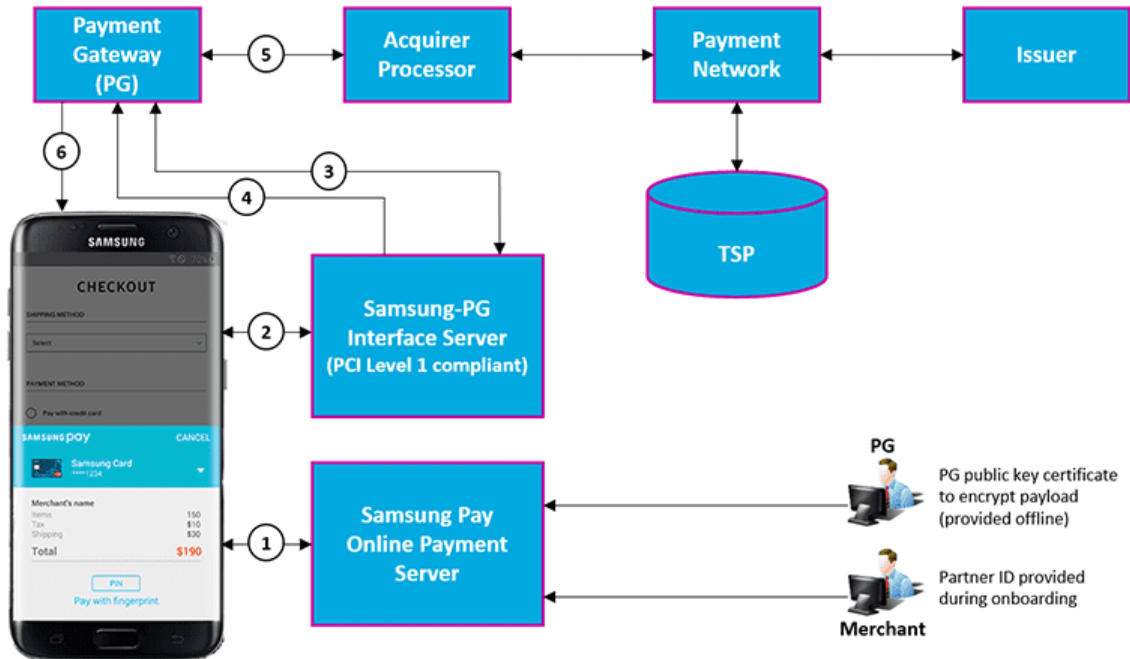 Payment
Gateway
(PG)
5
Acquirer
Processor
Payment
Network
Issuer
6
3
4
TSP
SAMSUNG
70%
CHECKOUT
SHIPPING METHOD
Select
PAYMENT METHOD
Pay with credit card
SAMSUNG pay CANCEL
Samsung Card
****1234
Merchant's name
Items 150
Tax $10
Shipping $30
Total $190
PIN
Pay with fingerprint.
2
Samsung-PG
Interface Server
(PCI Level 1 compliant)
1
Samsung Pay
Online Payment
Server
PG
PG public key certificate
to encrypt payload
(provided offline)
Partner ID provided
during onboarding
Merchant